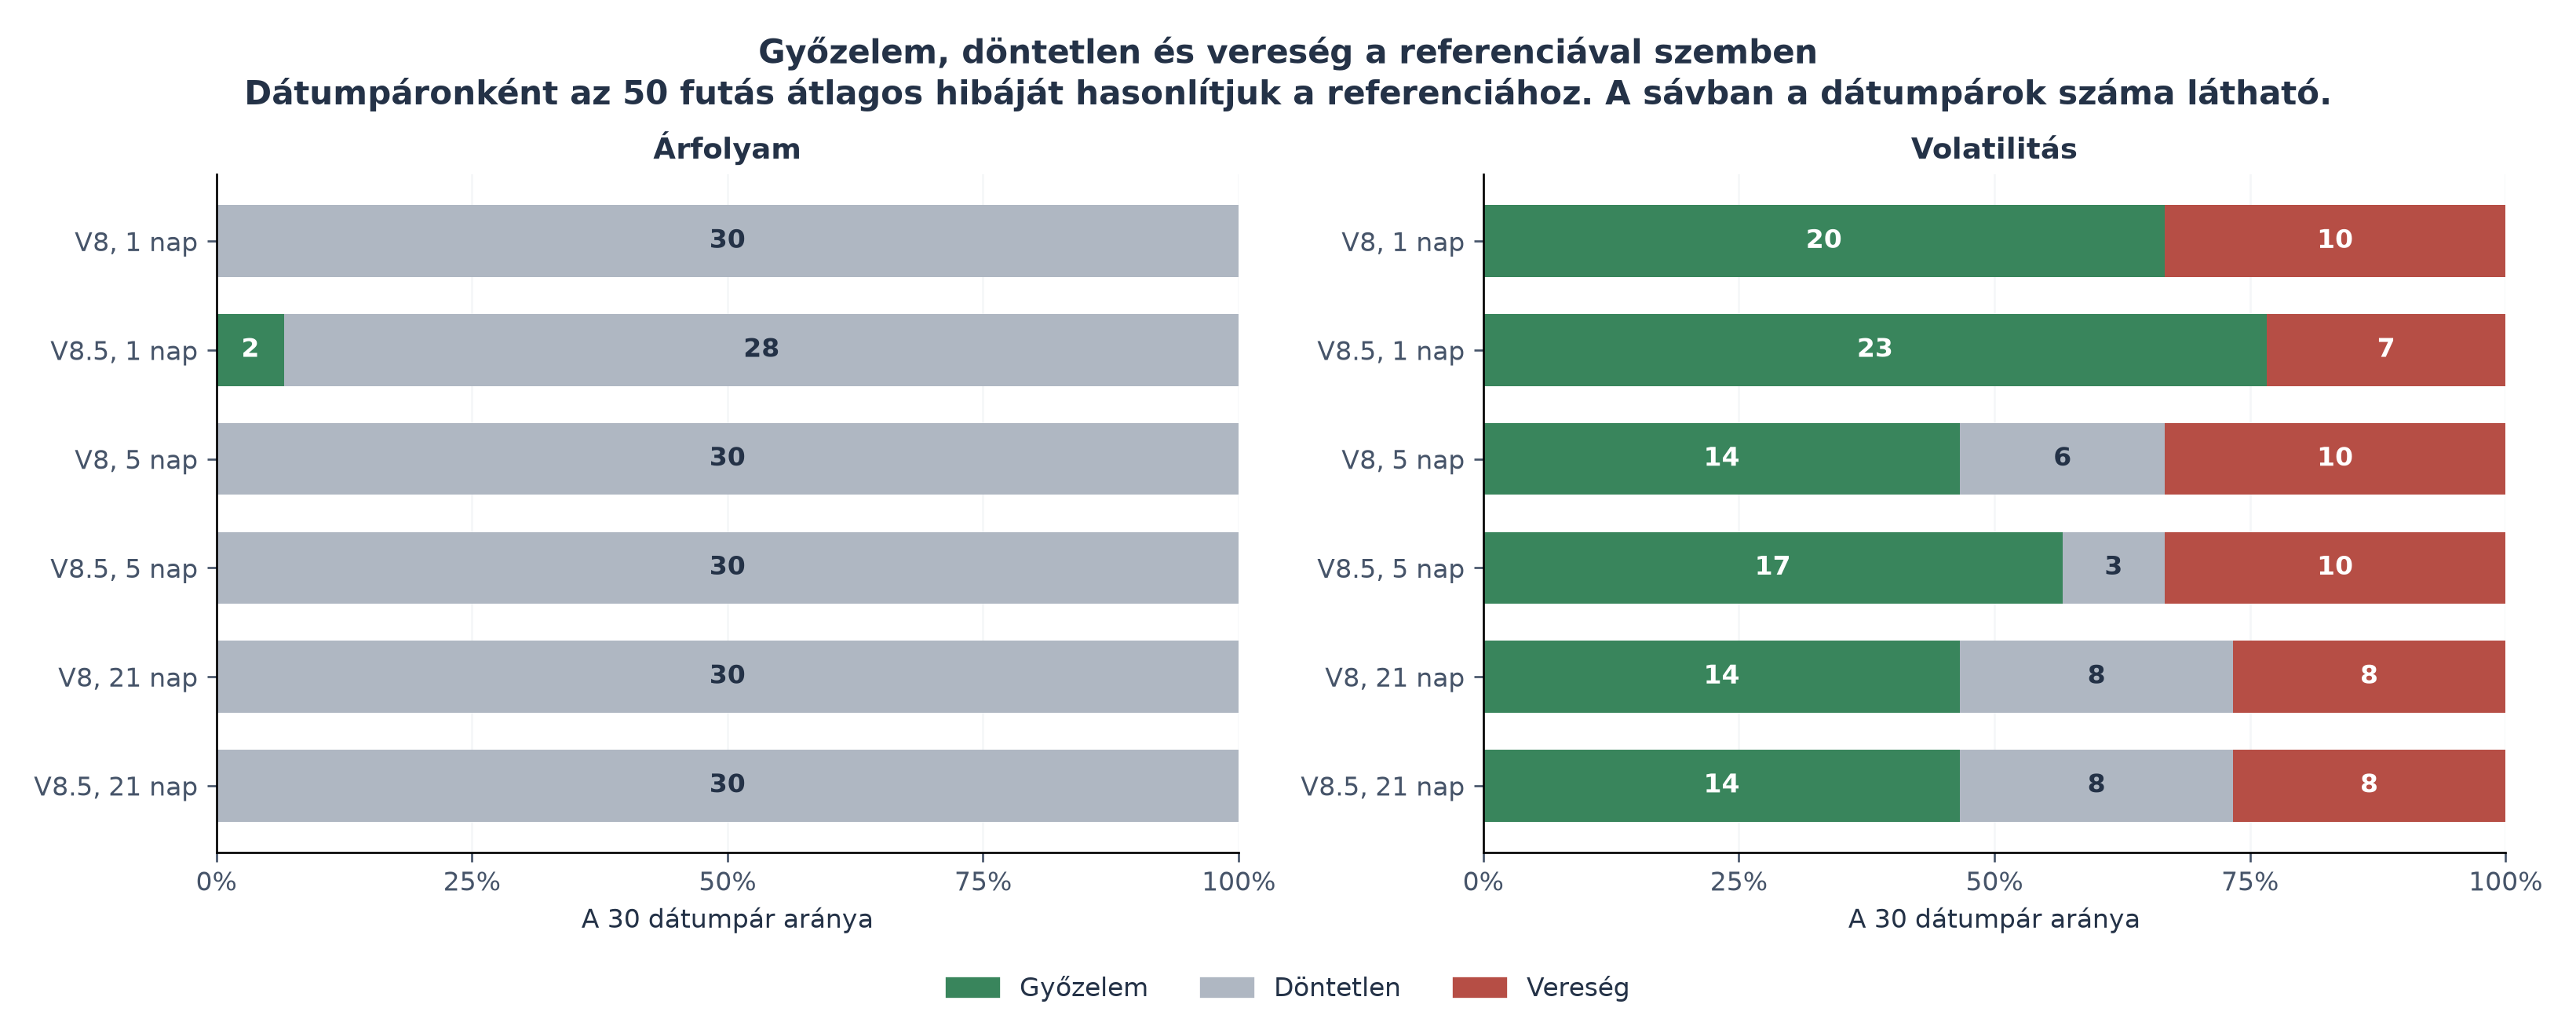 Győzelem, döntetlen és vereség a referenciával szemben
Dátumpáronként az 50 futás átlagos hibáját hasonlítjuk a referenciához. A sávban a dátumpárok száma látható.
Árfolyam
V8, 1 nap
30
V8.5, 1 nap
2
28
V8, 5 nap
30
V8.5, 5 nap
30
V8, 21 nap
30
V8.5, 21 nap
30
0%
25%
50%
75%
100%
A 30 dátumpár aránya
Volatilitás
V8, 1 nap
20
10
V8.5, 1 nap
23
7
V8, 5 nap
14
6
10
V8.5, 5 nap
17
3
10
V8, 21 nap
14
8
8
V8.5, 21 nap
14
8
8
0%
25%
50%
75%
100%
A 30 dátumpár aránya
Győzelem
Döntetlen
Vereség